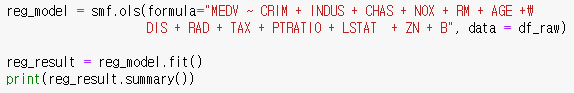 reg_model = smf.ols(formula="MEDV ~ CRIM + INDUS + CHAS + NOX + RM + AGE +₩
DIS + RAD + TAX + PTRATIO + LSTAT  + ZN + B", data = df_raw)
reg_result = reg_model.fit()
print(reg_result.summary())